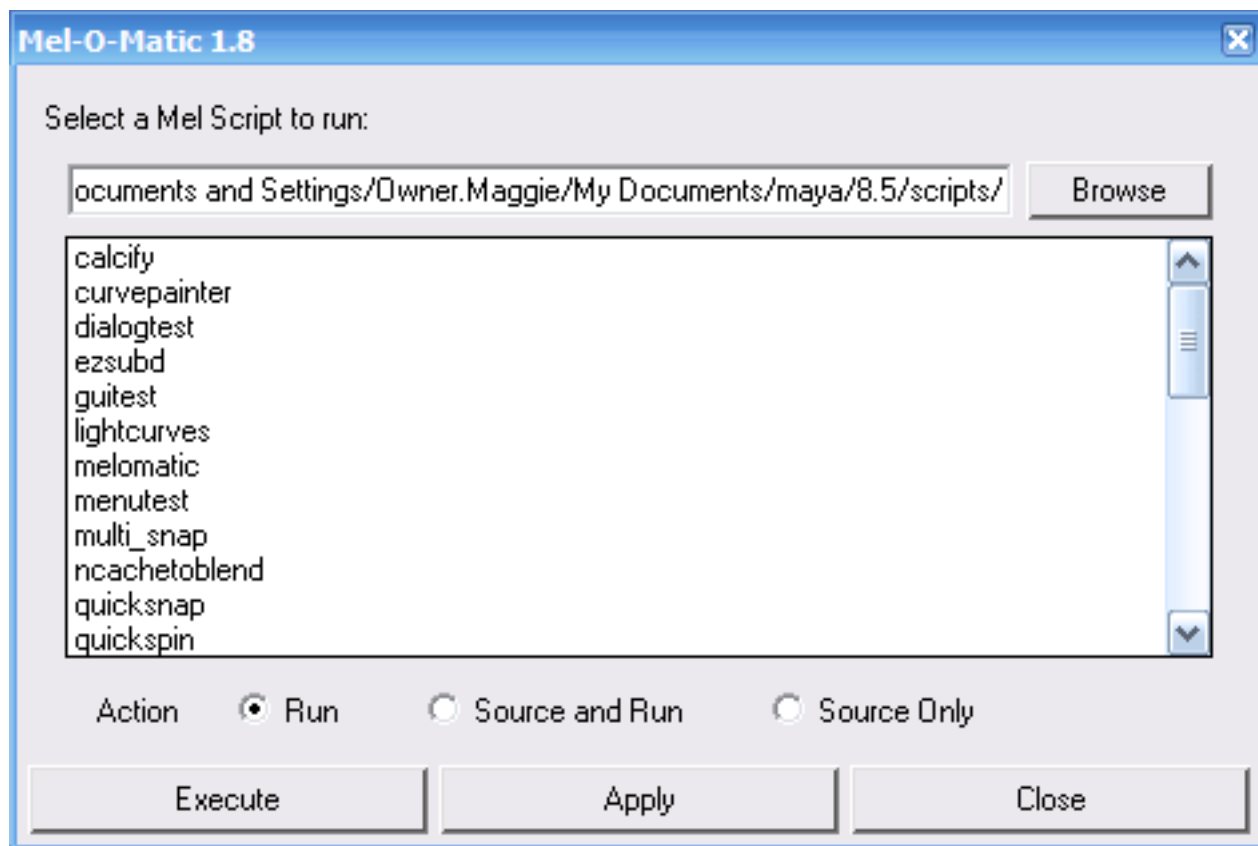 Mel-O-Matic 1.8
Select a Mel Script to run:
ocuments and Settings/Owner.Maggie/My Documents/maya/8.5/scripts/ Browse
calcify
curvepainter
dialogtest
ezsubd
guitest
lightcurves
melomatic
menutest
multi_snap
ncachetoblend
quicksnap
quickspin
Action Run Source and Run Source Only
Execute Apply Close